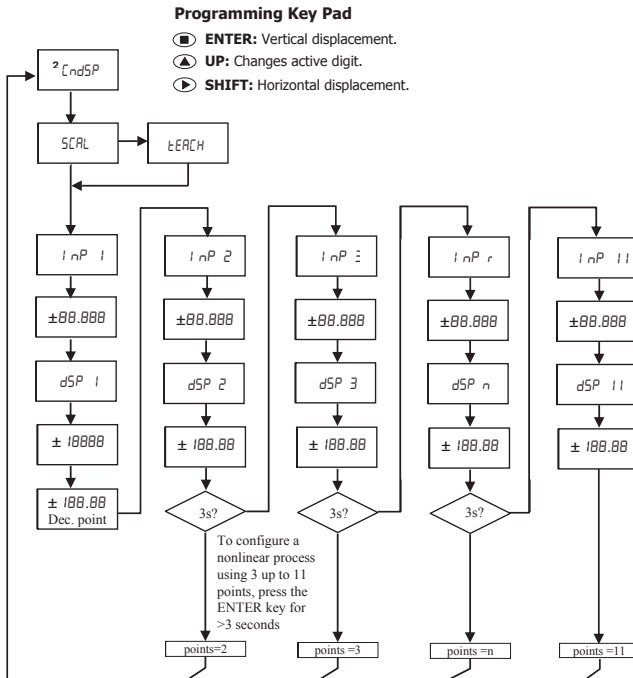 Programming Key Pad
ENTER: Vertical displacement.
UP: Changes active digit.
SHIFT: Horizontal displacement.
² CndSP
SCAL
tEACH
InP 1
InP 2
InP 3
InP r
InP 11
±88.888
±88.888
±88.888
±88.888
±88.888
dSP 1
dSP 2
dSP 3
dSP n
dSP 11
± 18888
± 188.88
± 188.88
± 188.88
± 188.88
± 188.88
Dec. point
3s?
3s?
3s?
To configure a
nonlinear process
using 3 up to 11
points, press the
ENTER key for
>3 seconds
points=2
points =3
points =n
points =11